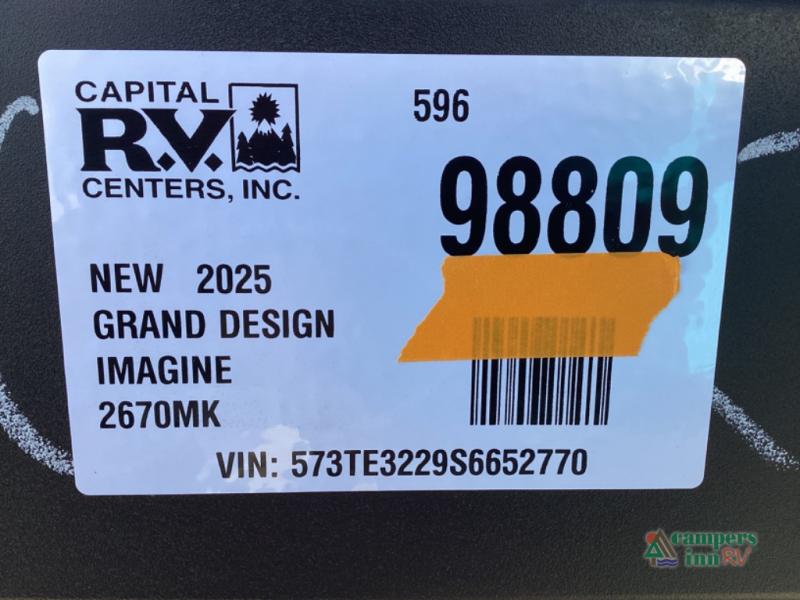 CAPITAL
R.V.
CENTERS, INC.
596
98809
NEW 2025
GRAND DESIGN
IMAGINE
2670MK
VIN: 573TE3229S6652770
campers
inn RV